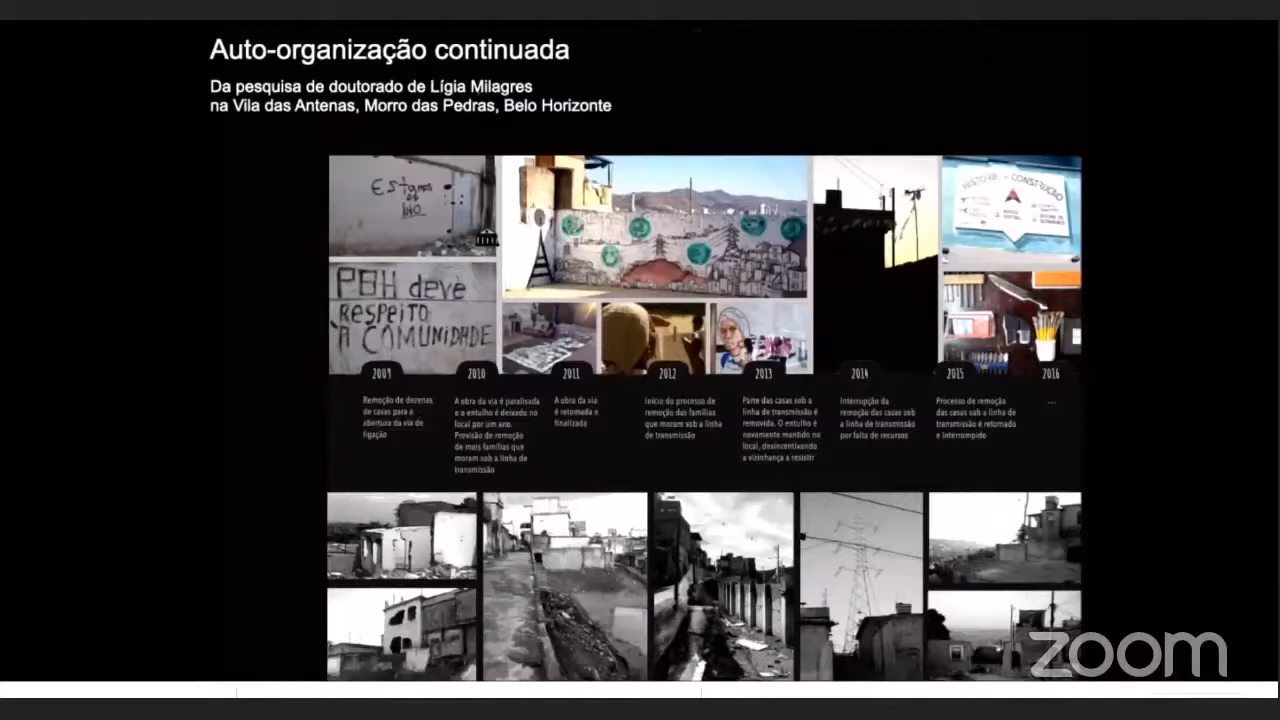 Auto-organização continuada
Da pesquisa de doutorado de Lígia Milagres
na Vila das Antenas, Morro das Pedras, Belo Horizonte
Estamos
de
HISTÓRIA CONSTRUÇÃO
PBH deve
RESPEITO
À COMUNIDADE
2009
2010
2011
2012
2013
2014
2015
2016
Remoção de dezenas
de casas para a
abertura da via de
ligação
A obra da via é paralisada
e o entulho é deixado no
local por um ano.
Previsão de remoção
de mais famílias que
moram sob a linha de
transmissão
A obra da via
é retomada e
finalizada
Início do processo de
remoção das famílias
que moram sob a linha
de transmissão
Parte das casas sob a
linha de transmissão é
removida. O entulho é
novamente mantido no
local, desincentivando
a vizinhança a resistir
Interrupção da
remoção das casas sob
a linha de transmissão
por falta de recursos
Processo de remoção
das casas sob a linha de
transmissão é retomado
e interrompido
...
zoom